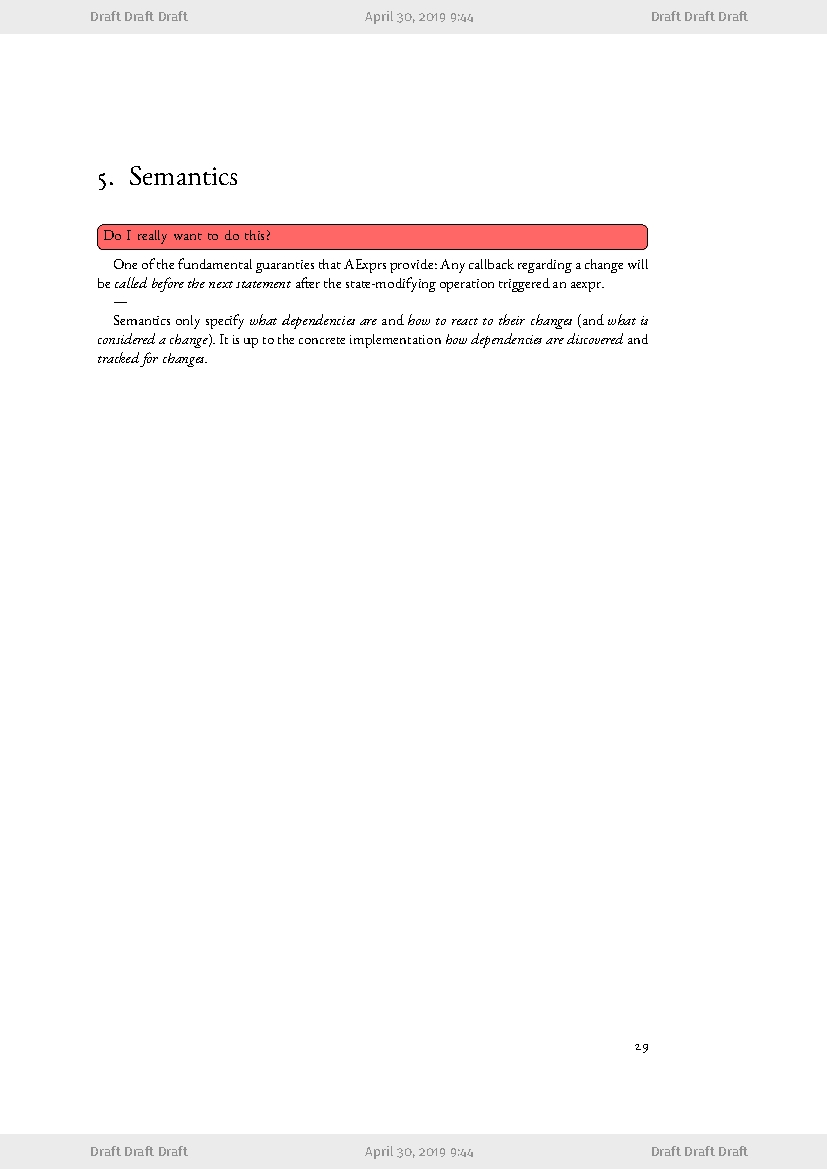 Draft Draft Draft April 30, 2019 9:44 Draft Draft Draft
5. Semantics
Do I really want to do this?
One of the fundamental guaranties that AExprs provide: Any callback regarding a change will
be called before the next statement after the state-modifying operation triggered an aexpr.
—
Semantics only specify what dependencies are and how to react to their changes (and what is
considered a change). It is up to the concrete implementation how dependencies are discovered and
tracked for changes.
29
Draft Draft Draft April 30, 2019 9:44 Draft Draft Draft